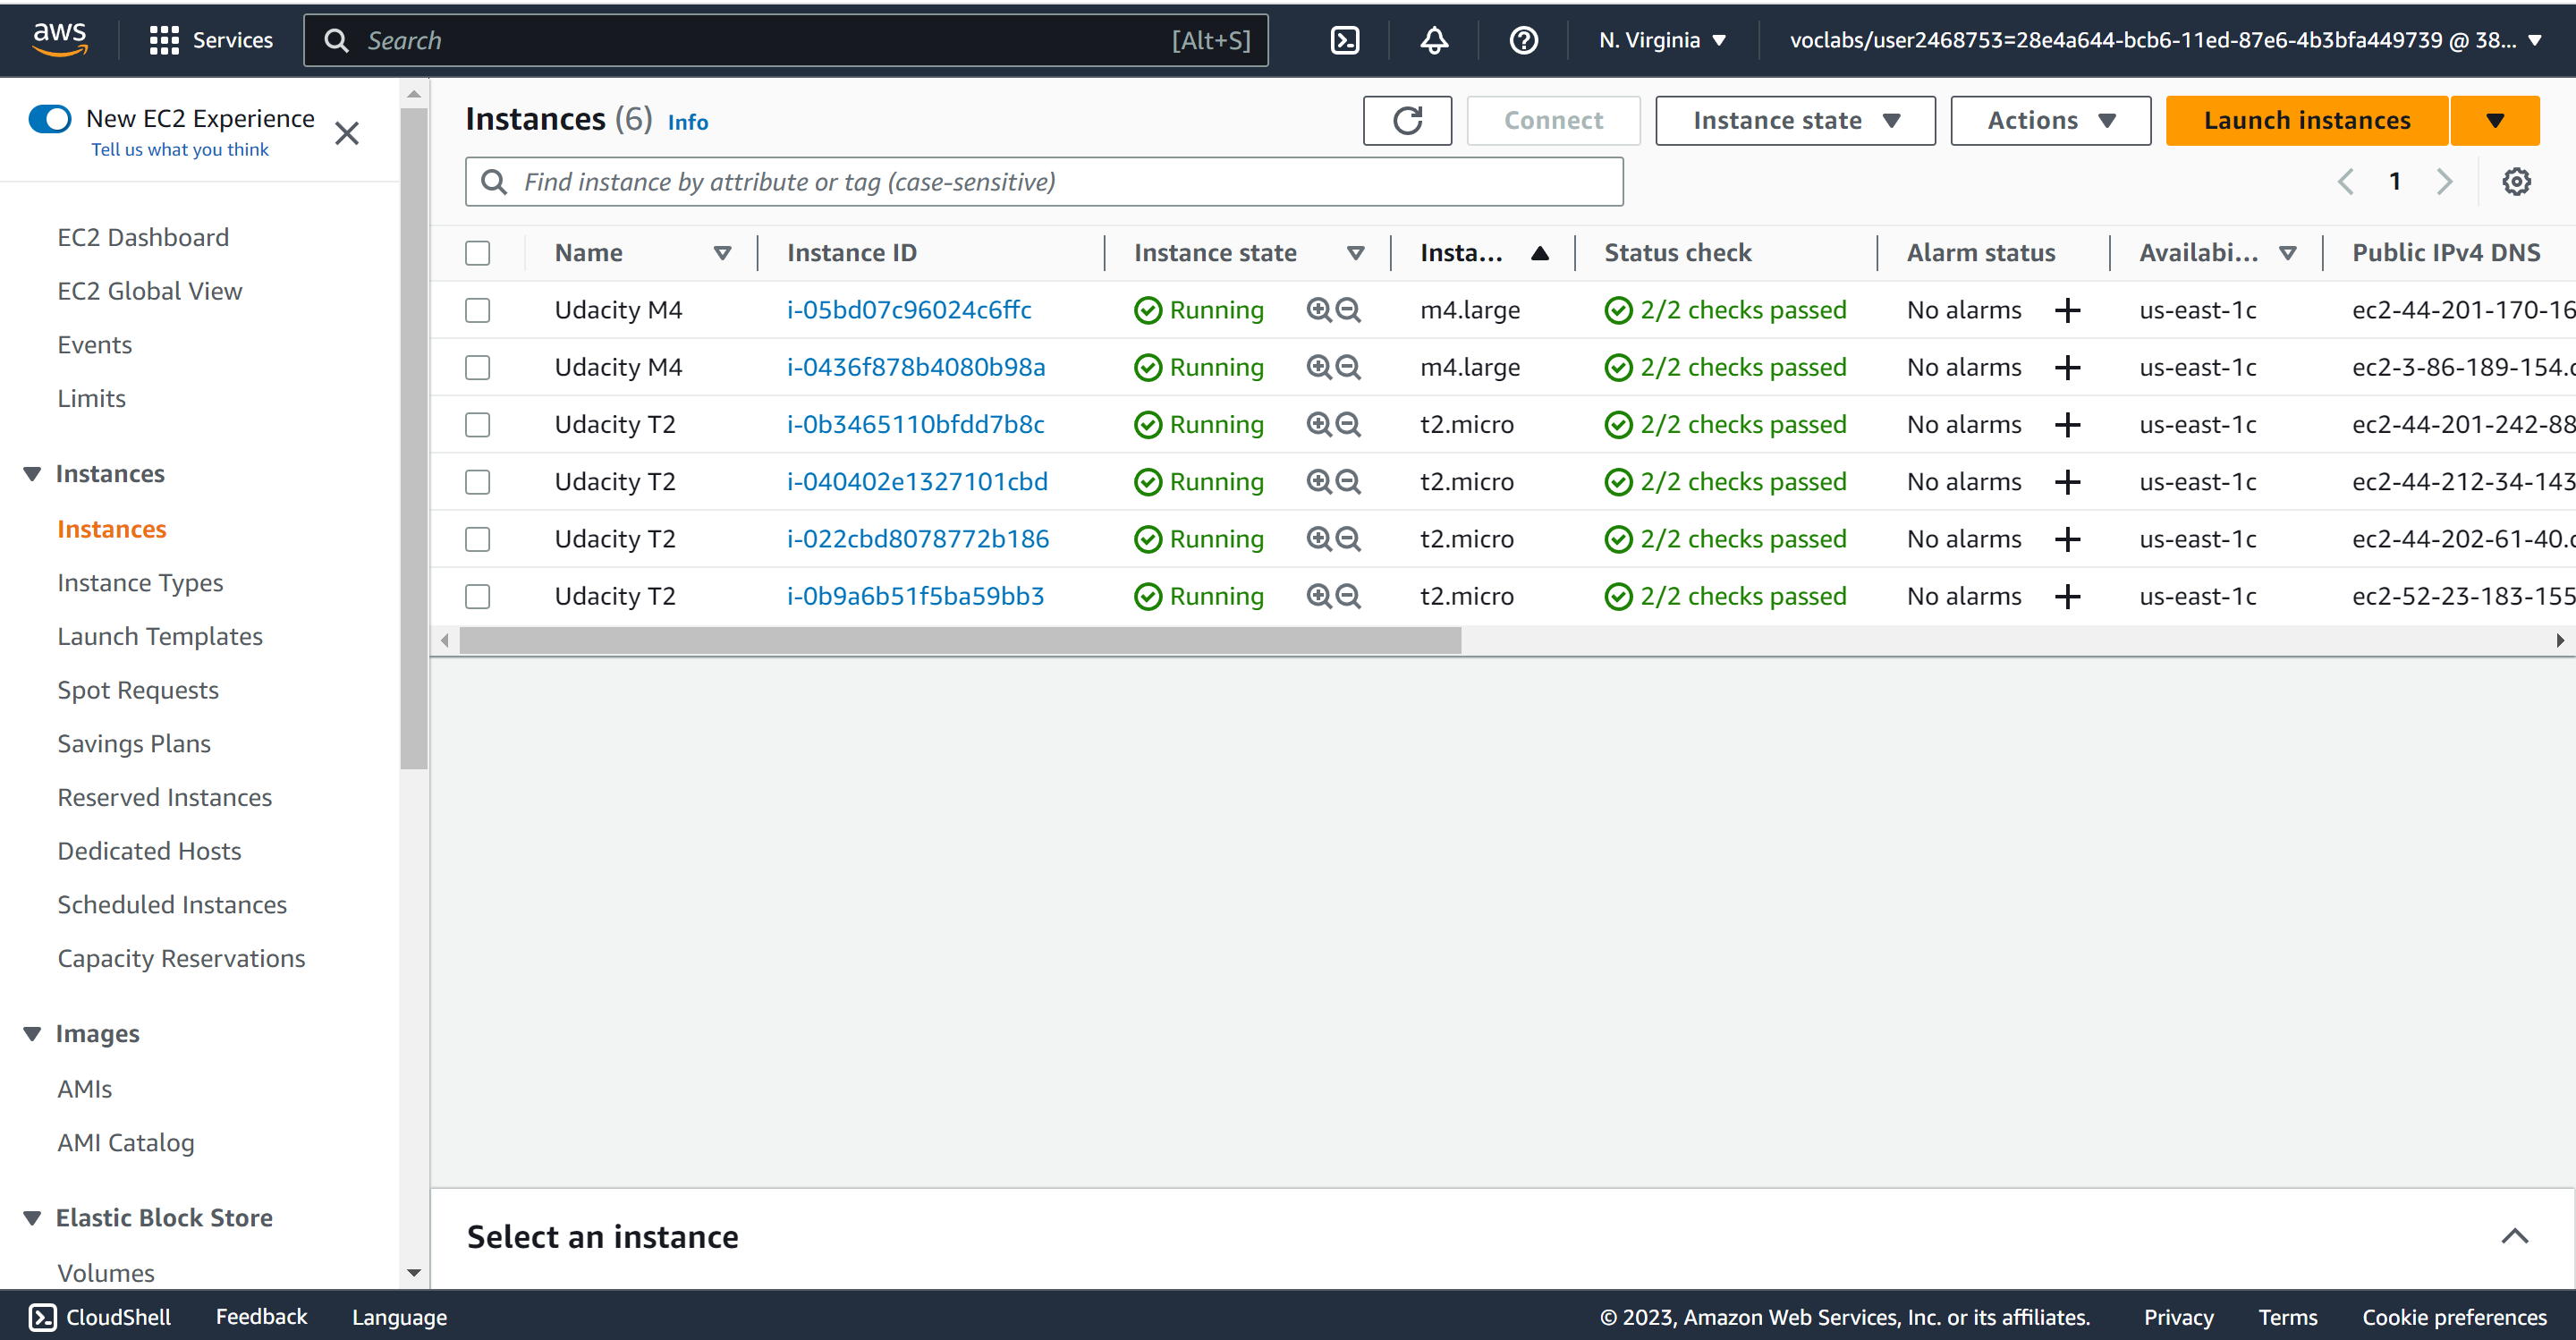 aws Services Search [Alt+S] N. Virginia voclabs/user2468753=28e4a644-bcb6-11ed-87e6-4b3bfa449739 @ 38...
New EC2 Experience
Tell us what you think
EC2 Dashboard
EC2 Global View
Events
Limits
Instances
Instances
Instance Types
Launch Templates
Spot Requests
Savings Plans
Reserved Instances
Dedicated Hosts
Scheduled Instances
Capacity Reservations
Images
AMIs
AMI Catalog
Elastic Block Store
Volumes
Instances (6) Info Connect Instance state Actions Launch instances
Find instance by attribute or tag (case-sensitive) 1
Name Instance ID Instance state Insta... Status check Alarm status Availabi... Public IPv4 DNS
Udacity M4 i-05bd07c96024c6ffc Running m4.large 2/2 checks passed No alarms + us-east-1c ec2-44-201-170-16
Udacity M4 i-0436f878b4080b98a Running m4.large 2/2 checks passed No alarms + us-east-1c ec2-3-86-189-154.c
Udacity T2 i-0b3465110bfdd7b8c Running t2.micro 2/2 checks passed No alarms + us-east-1c ec2-44-201-242-88
Udacity T2 i-040402e1327101cbd Running t2.micro 2/2 checks passed No alarms + us-east-1c ec2-44-212-34-143
Udacity T2 i-022cbd8078772b186 Running t2.micro 2/2 checks passed No alarms + us-east-1c ec2-44-202-61-40.c
Udacity T2 i-0b9a6b51f5ba59bb3 Running t2.micro 2/2 checks passed No alarms + us-east-1c ec2-52-23-183-155
Select an instance
CloudShell Feedback Language © 2023, Amazon Web Services, Inc. or its affiliates. Privacy Terms Cookie preferences